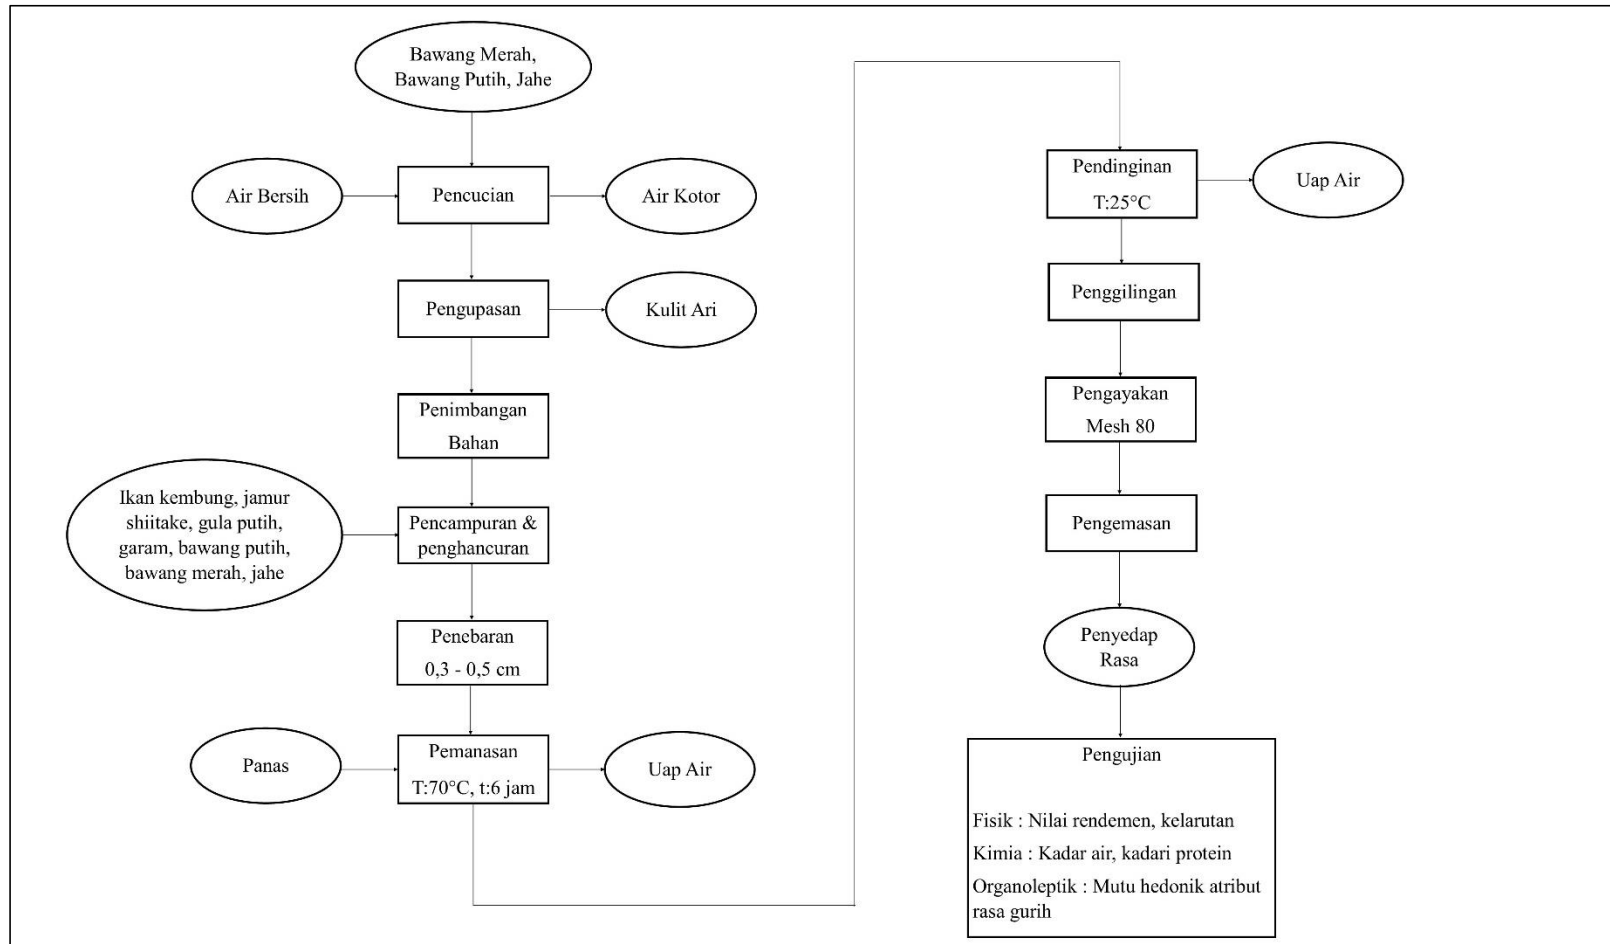 Bawang Merah,
Bawang Putih, Jahe
Air Bersih
Pencucian
Air Kotor
Pengupasan
Kulit Ari
Penimbangan
Bahan
Ikan kembung, jamur
shiitake, gula putih,
garam, bawang putih,
bawang merah, jahe
Pencampuran &
penghancuran
Penebaran
0,3 - 0,5 cm
Panas
Pemanasan
T:70°C, t:6 jam
Uap Air
Pendinginan
T:25°C
Uap Air
Penggilingan
Pengayakan
Mesh 80
Pengemasan
Penyedap
Rasa
Pengujian
Fisik : Nilai rendemen, kelarutan
Kimia : Kadar air, kadari protein
Organoleptik : Mutu hedonik atribut
rasa gurih